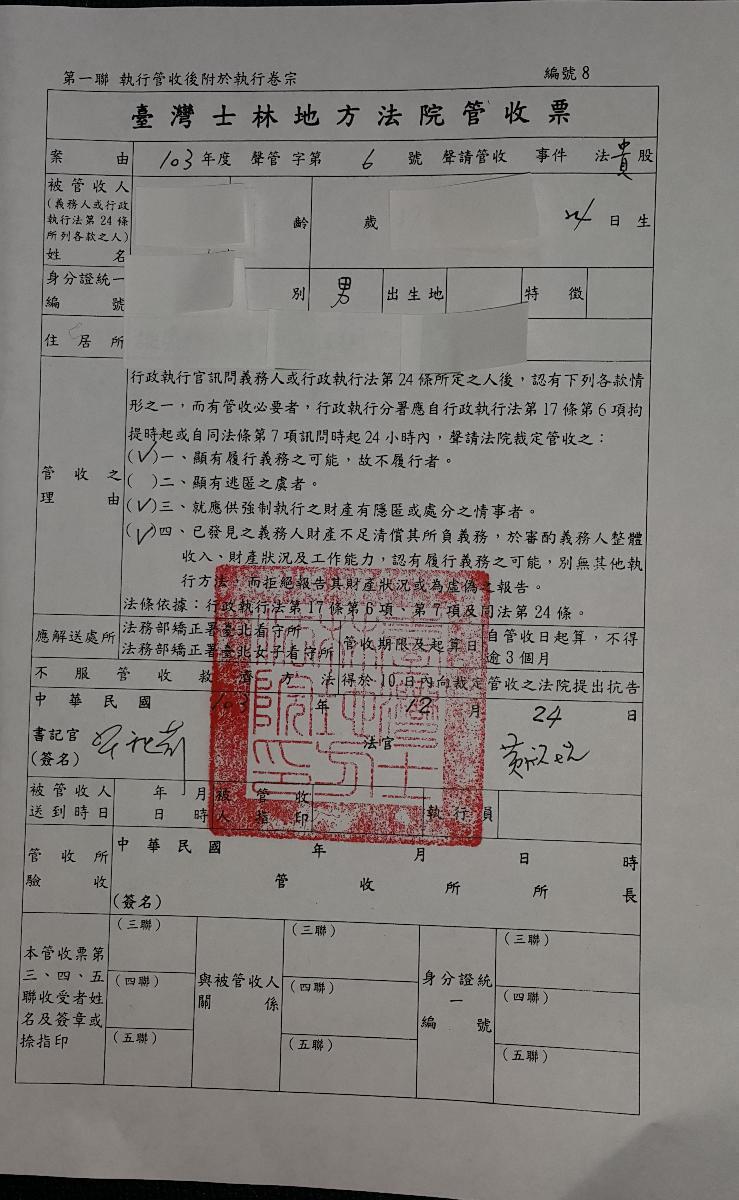 第一聯 執行管收後附於執行卷宗 編號8
臺灣士林地方法院管收票
案由 103年度 聲管字第 6 號 聲請管收 事件 法貴股
被管收人
(義務人或行政
執行法第24條
所列各款之人)
姓名
齡 歲 24日生
身分證統一
編號
別 男 出生地 特徵
住居所
管收之
理由
行政執行官訊問義務人或行政執行法第24條所定之人後，認有下列各款情
形之一，而有管收必要者，行政執行分署應自行政執行法第17條第6項拘
提時起或自同法條第7項訊問時起24小時內，聲請法院裁定管收之：
(✓)一、顯有履行義務之可能，故不履行者。
( )二、顯有逃匿之虞者。
(✓)三、就應供強制執行之財產有隱匿或處分之情事者。
(✓)四、已發見之義務人財產不足清償其所負義務，於審酌義務人整體
收入、財產狀況及工作能力，認有履行義務之可能，別無其他執
行方法，而拒絕報告其財產狀況或為虛偽之報告。
法條依據：行政執行法第17條第6項、第7項及同法第24條。
應解送處所
法務部矯正署臺北看守所
法務部矯正署臺北女子看守所
管收期限及起算日
自管收日起算，不得
逾3個月
不服管收救濟方法 得於10日內向裁定管收之法院提出抗告
中華民國 103 年 12 月 24 日
書記官
(簽名)
法官
被管收人
送到時日
年 月
日 時
被管收
人指印
執行員
管收所
驗收
中華民國 年 月 日 時
管收所所長
(簽名)
本管收票第
三、四、五
聯收受者姓
名及簽章或
捺指印
(三聯)
(四聯)
(五聯)
與被管收人
關係
(三聯)
(四聯)
(五聯)
身分證統
一
編號
(三聯)
(四聯)
(五聯)